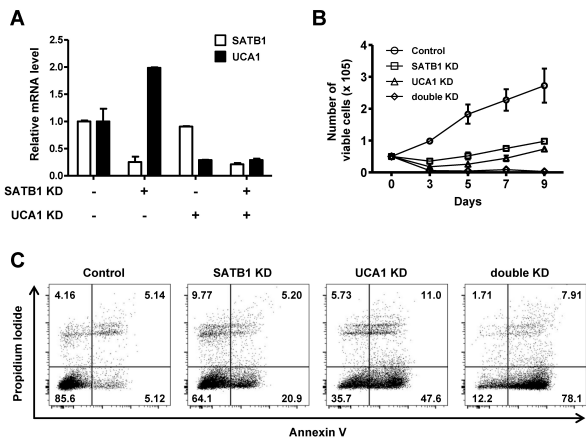 A
SATB1
UCA1
Relative mRNA level
2.5
2.0
1.5
1.0
0.5
0.0
SATB1 KD - + - +
UCA1 KD - - + +
B
Control
SATB1 KD
UCA1 KD
double KD
Number of
viable cells (x 105)
4
3
2
1
0
0 3 5 7 9
Days
C
Control SATB1 KD UCA1 KD double KD
4.16 5.14 9.77 5.20 5.73 11.0 1.71 7.91
Propidium Iodide
85.6 5.12 64.1 20.9 35.7 47.6 12.2 78.1
Annexin V